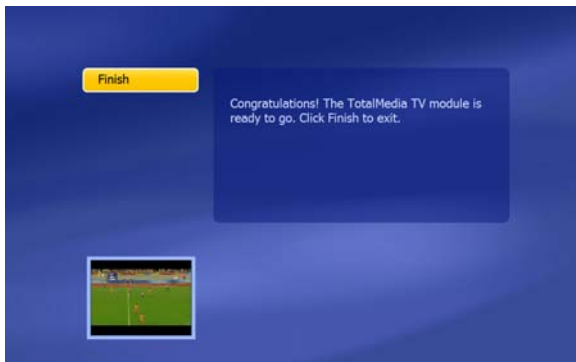 Finish
Congratulations! The TotalMedia TV module is
ready to go. Click Finish to exit.